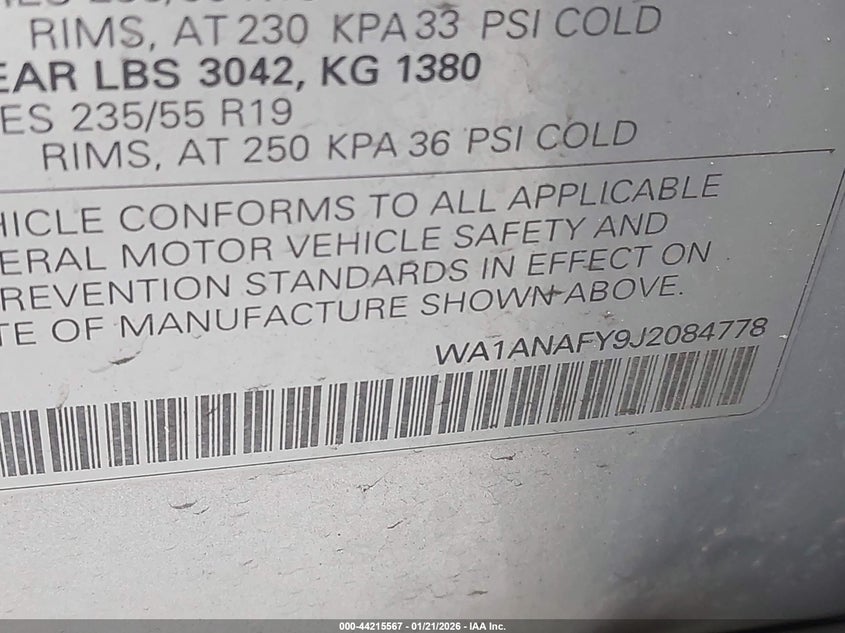 RIMS, AT 230 KPA 33 PSI COLD
EAR LBS 3042, KG 1380
ES 235/55 R19
RIMS, AT 250 KPA 36 PSI COLD
HICLE CONFORMS TO ALL APPLICABLE
ERAL MOTOR VEHICLE SAFETY AND
REVENTION STANDARDS IN EFFECT ON
TE OF MANUFACTURE SHOWN ABOVE.
WA1ANAFY9J2084778
000-44215567 - 01/21/2026 - IAA Inc.